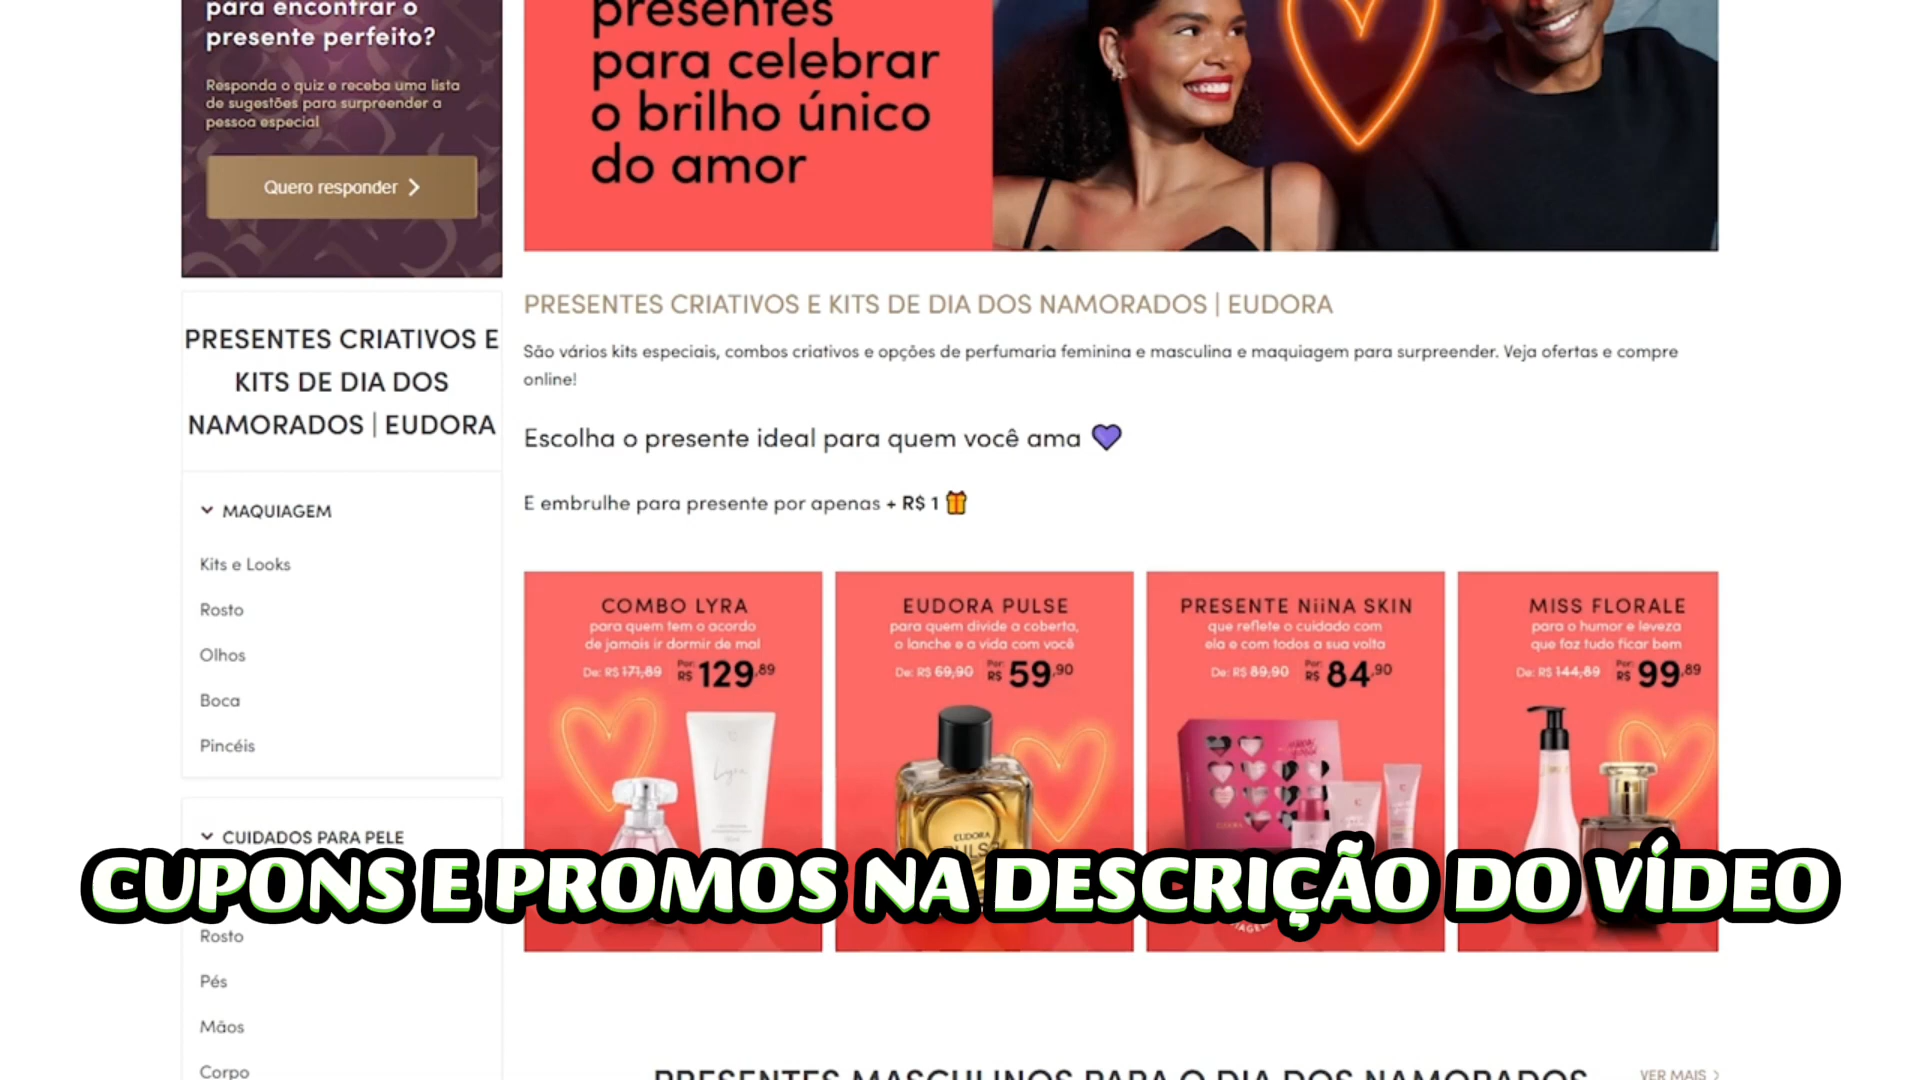 para encontrar o
presente perfeito?
Responda o quiz e receba uma lista
de sugestões para surpreender a
pessoa especial
Quero responder
presentes
para celebrar
o brilho único
do amor
PRESENTES CRIATIVOS E
KITS DE DIA DOS
NAMORADOS | EUDORA
MAQUIAGEM
Kits e Looks
Rosto
Olhos
Boca
Pincéis
CUIDADOS PARA PELE
PRESENTES CRIATIVOS E KITS DE DIA DOS NAMORADOS | EUDORA
São vários kits especiais, combos criativos e opções de perfumaria feminina e masculina e maquiagem para surpreender. Veja ofertas e compre
online!
Escolha o presente ideal para quem você ama 💜
E embrulhe para presente por apenas + R$ 1 🎁
COMBO LYRA
para quem tem o acordo
de jamais ir dormir de mal
De: R$ 171,89 Por: R$ 129,89
Lyra
EUDORA PULSE
para quem divide a coberta,
o lanche e a vida com você
De: R$ 69,90 Por: R$ 59,90
EUDORA
PRESENTE NiiNA SKIN
que reflete o cuidado com
ela e com todos a sua volta
De: R$ 89,90 Por: R$ 84,90
MISS FLORALE
para o humor e leveza
que faz tudo ficar bem
De: R$ 144,89 Por: R$ 99,89
CUPONS E PROMOS NA DESCRIÇÃO DO VÍDEO
Rosto
Pés
Mãos
Corpo
PRESENTES MASCULINOS PARA O DIA DOS NAMORADOS
VER MAIS